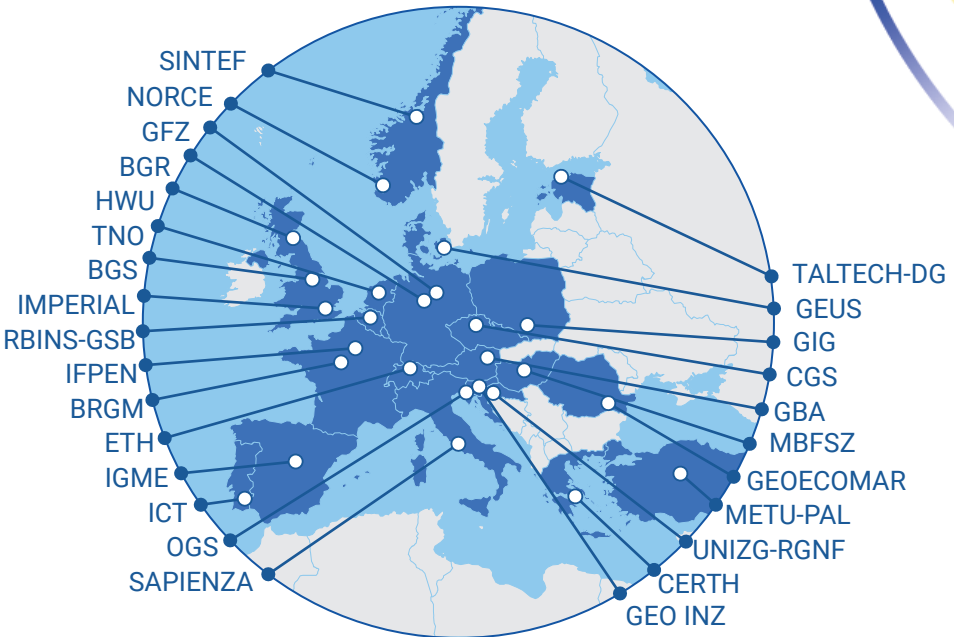 SINTEF
NORCE
GFZ
BGR
HWU
TNO
BGS
IMPERIAL
RBINS-GSB
IFPEN
BRGM
ETH
IGME
ICT
OGS
SAPIENZA
TALTECH-DG
GEUS
GIG
CGS
GBA
MBFSZ
GEOECOMAR
METU-PAL
UNIZG-RGNF
CERTH
GEO INZ